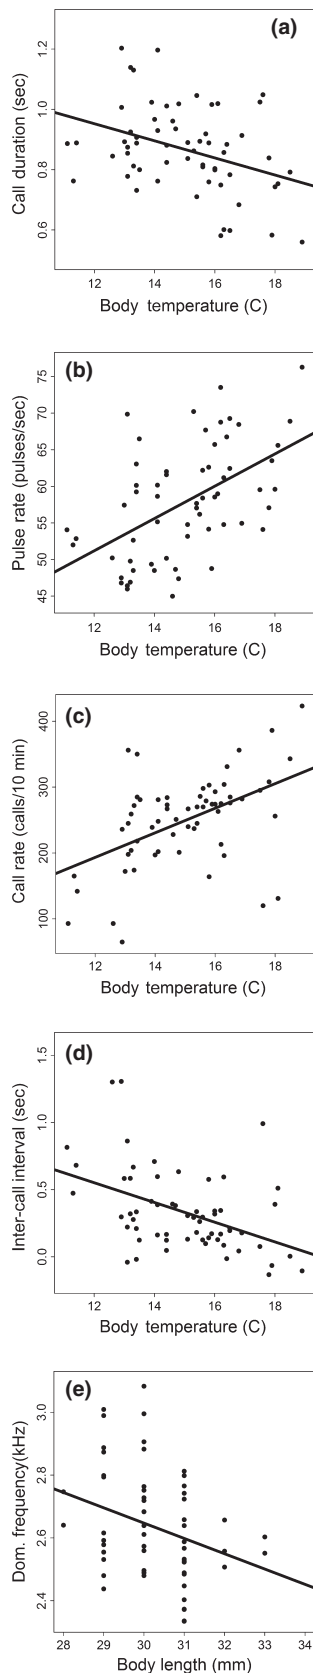 (a)
Call duration (sec)
1.2
1.0
0.8
0.6
12 14 16 18
Body temperature (C)
(b)
Pulse rate (pulses/sec)
75
70
65
60
55
50
45
12 14 16 18
Body temperature (C)
(c)
Call rate (calls/10 min)
400
300
200
100
12 14 16 18
Body temperature (C)
(d)
Inter-call interval (sec)
1.5
1.0
0.5
0.0
12 14 16 18
Body temperature (C)
(e)
Dom. frequency(kHz)
3.0
2.8
2.6
2.4
28 29 30 31 32 33 34
Body length (mm)